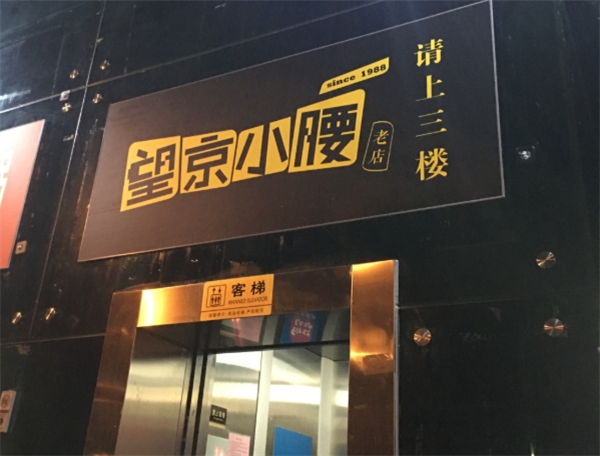 since 1988
望京小腰
老店
请上三楼
客梯